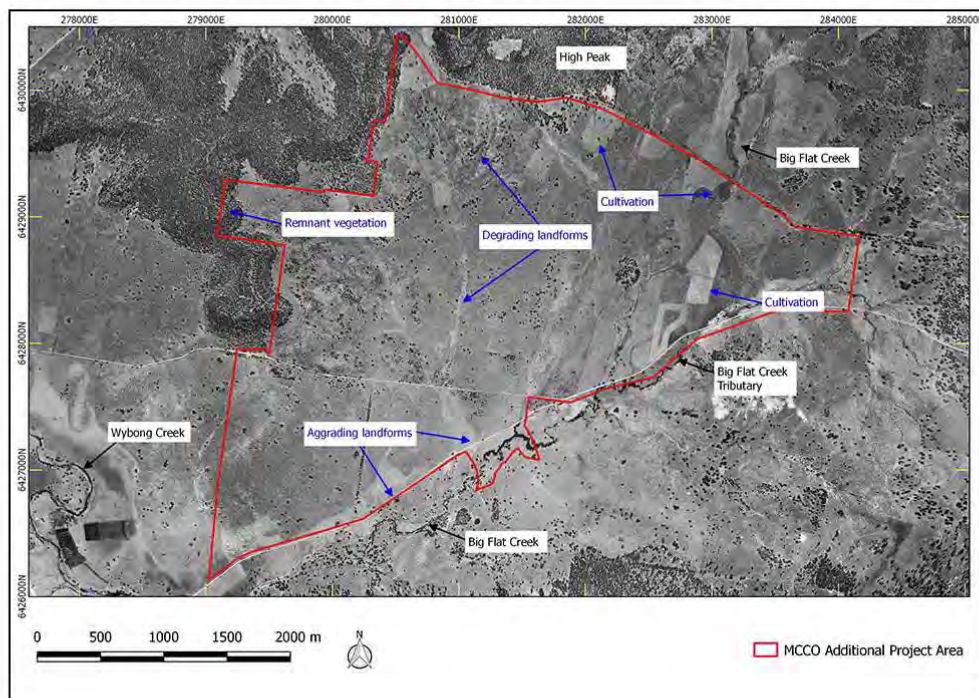 278000E 279000E 280000E 281000E 282000E 283000E 284000E 285000E
High Peak
6430000N
Big Flat Creek
Cultivation
Remnant vegetation
6429000N
Degrading landforms
Cultivation
6428000N
Big Flat Creek
Tributary
Wybong Creek
Aggrading landforms
6427000N
Big Flat Creek
6426000N
0 500 1000 1500 2000 m
N
MCCO Additional Project Area